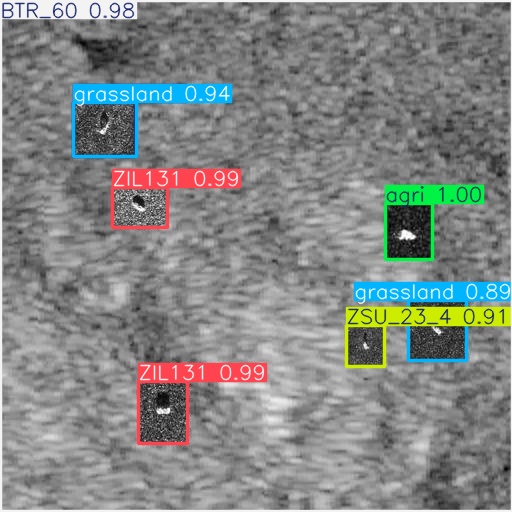 BTR_60 0.98
grassland 0.94
ZIL131 0.99
agri 1.00
grassland 0.89
ZSU_23_4 0.91
ZIL131 0.99